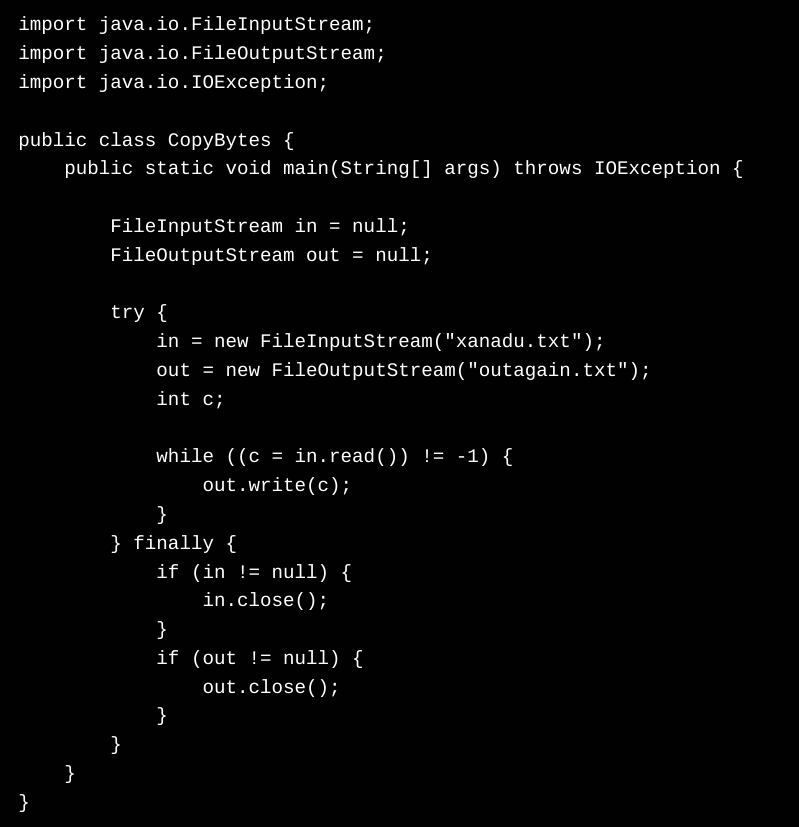 import java.io.FileInputStream;
import java.io.FileOutputStream;
import java.io.IOException;

public class CopyBytes {
    public static void main(String[] args) throws IOException {

        FileInputStream in = null;
        FileOutputStream out = null;

        try {
            in = new FileInputStream("xanadu.txt");
            out = new FileOutputStream("outagain.txt");
            int c;

            while ((c = in.read()) != -1) {
                out.write(c);
            }
        } finally {
            if (in != null) {
                in.close();
            }
            if (out != null) {
                out.close();
            }
        }
    }
}